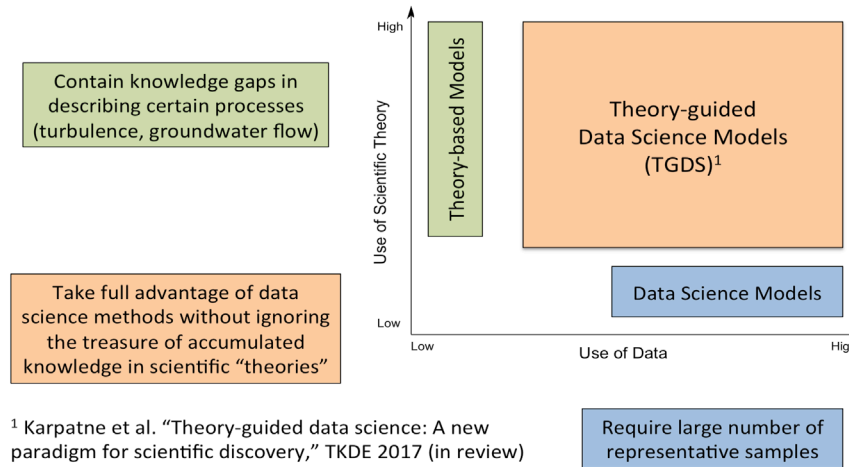 Contain knowledge gaps in
describing certain processes
(turbulence, groundwater flow)
Take full advantage of data
science methods without ignoring
the treasure of accumulated
knowledge in scientific “theories”
High
Use of Scientific Theory
Low
Theory-based Models
Theory-guided
Data Science Models
(TGDS)¹
Data Science Models
Low
Use of Data
Hig
¹ Karpatne et al. “Theory-guided data science: A new
paradigm for scientific discovery,” TKDE 2017 (in review)
Require large number of
representative samples